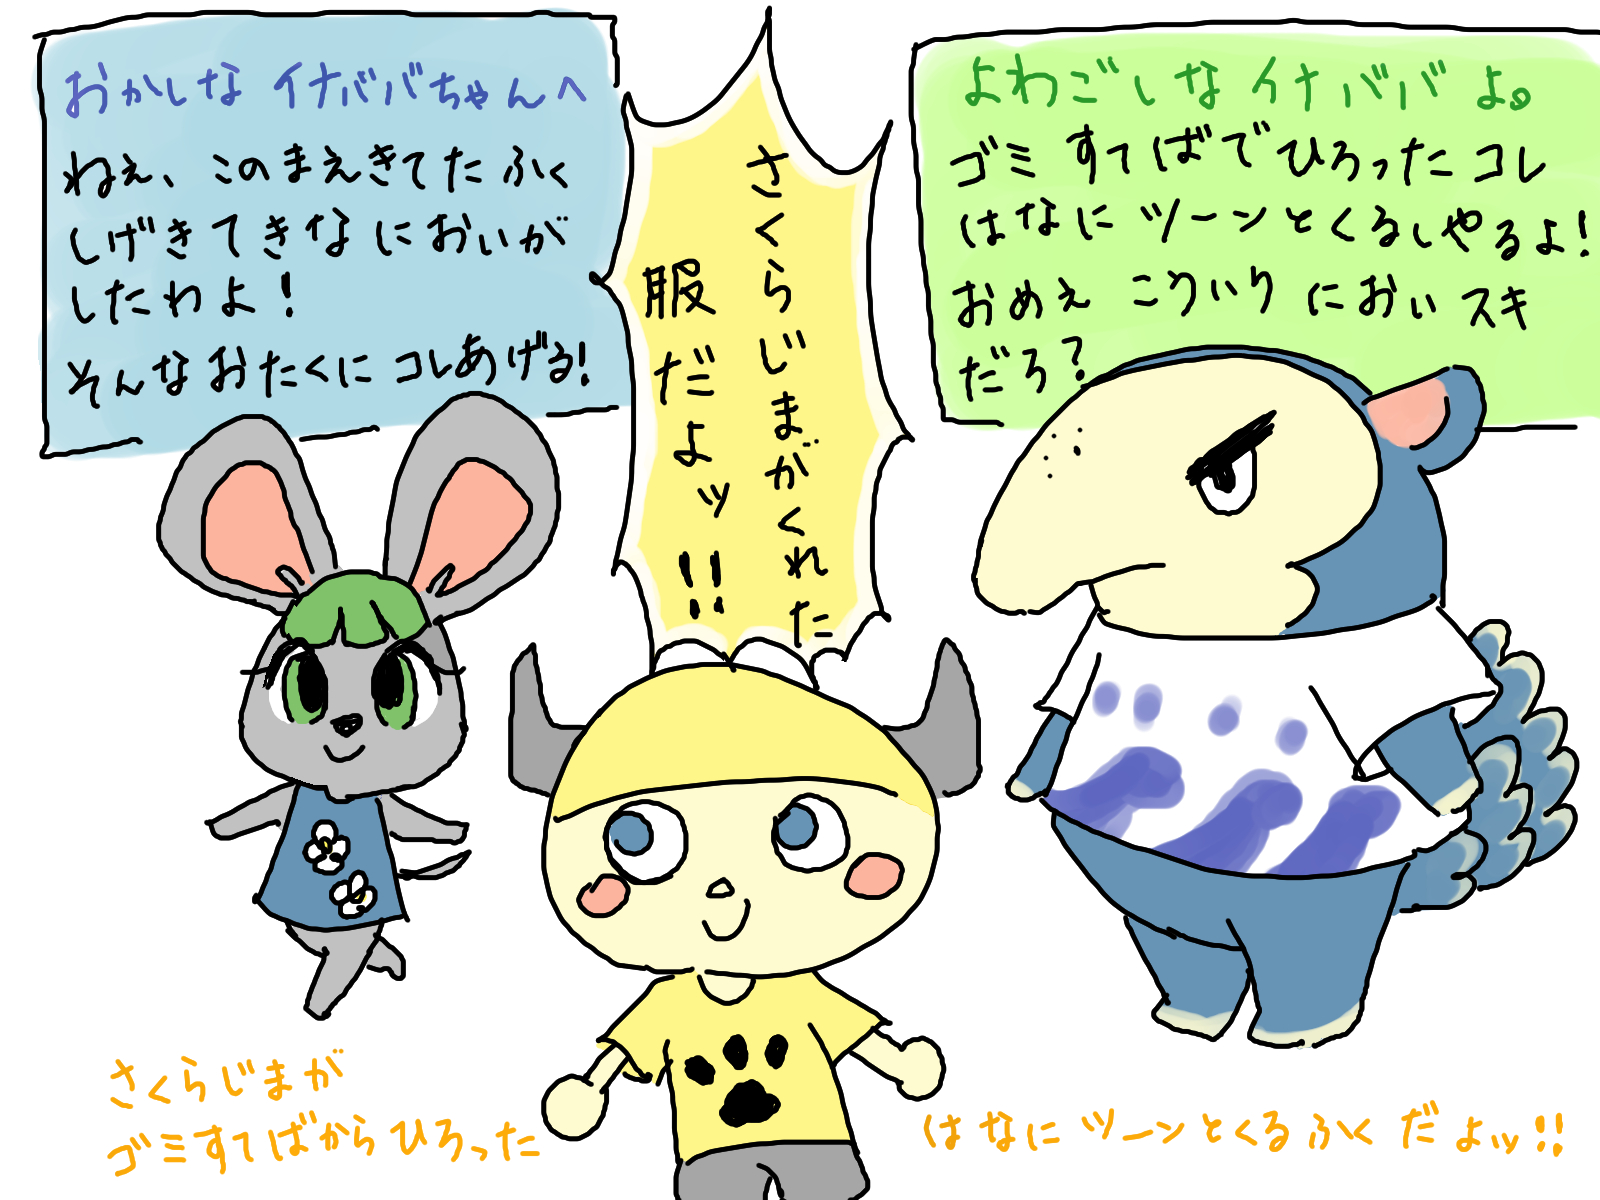 おかしな イナババちゃんへ
ねぇ、このまえきてた ふく
しげきてきな においが
したわよ！
そんな おたくに コレあげる！
さくらじまがくれた
服だよッ！！
よわごしな イナババ よ。
ゴミ すてばでひろった コレ
はなに ツーンとくるしやるよ！
おめぇ こういう におい スキ
だろ？
さくらじまが
ゴミすてばからひろった
はなに ツーンとくるふくだよッ！！